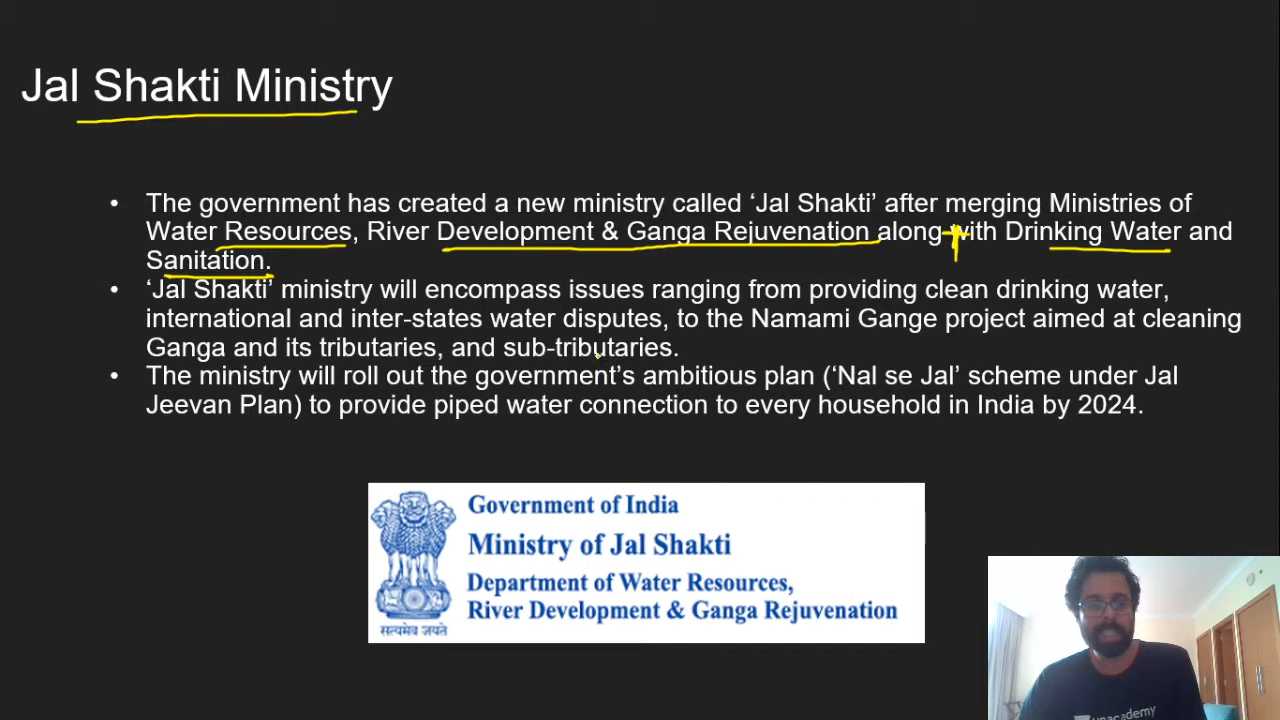 Jal Shakti Ministry
• The government has created a new ministry called ‘Jal Shakti’ after merging Ministries of
Water Resources, River Development & Ganga Rejuvenation along with Drinking Water and
Sanitation.
• ‘Jal Shakti’ ministry will encompass issues ranging from providing clean drinking water,
international and inter-states water disputes, to the Namami Gange project aimed at cleaning
Ganga and its tributaries, and sub-tributaries.
• The ministry will roll out the government’s ambitious plan (‘Nal se Jal’ scheme under Jal
Jeevan Plan) to provide piped water connection to every household in India by 2024.
Government of India
Ministry of Jal Shakti
Department of Water Resources,
River Development & Ganga Rejuvenation
सत्यमेव जयते
unacademy